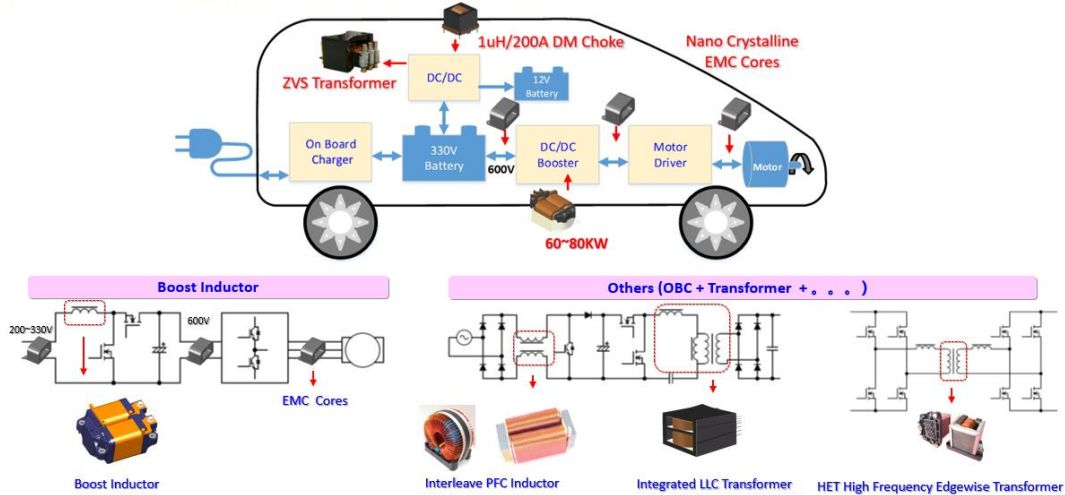 1uH/200A DM Choke
Nano Crystalline
EMC Cores
ZVS Transformer
DC/DC
12V
Battery
On Board
Charger
330V
Battery
600V
DC/DC
Booster
Motor
Driver
Motor
60~80KW
Boost Inductor
200~330V
600V
EMC Cores
Boost Inductor
Others (OBC + Transformer + 。。。)
Interleave PFC Inductor
Integrated LLC Transformer
HET High Frequency Edgewise Transformer